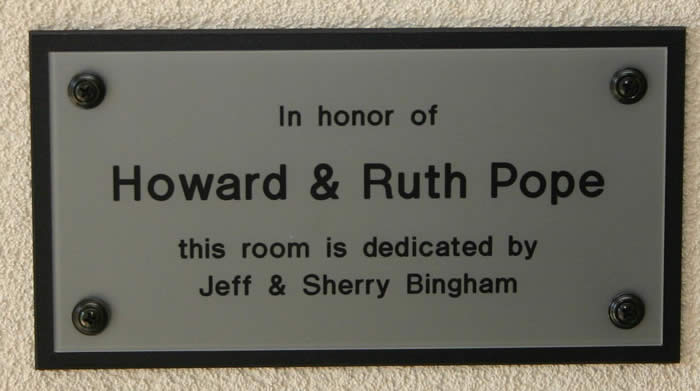 In honor of
Howard & Ruth Pope
this room is dedicated by
Jeff & Sherry Bingham